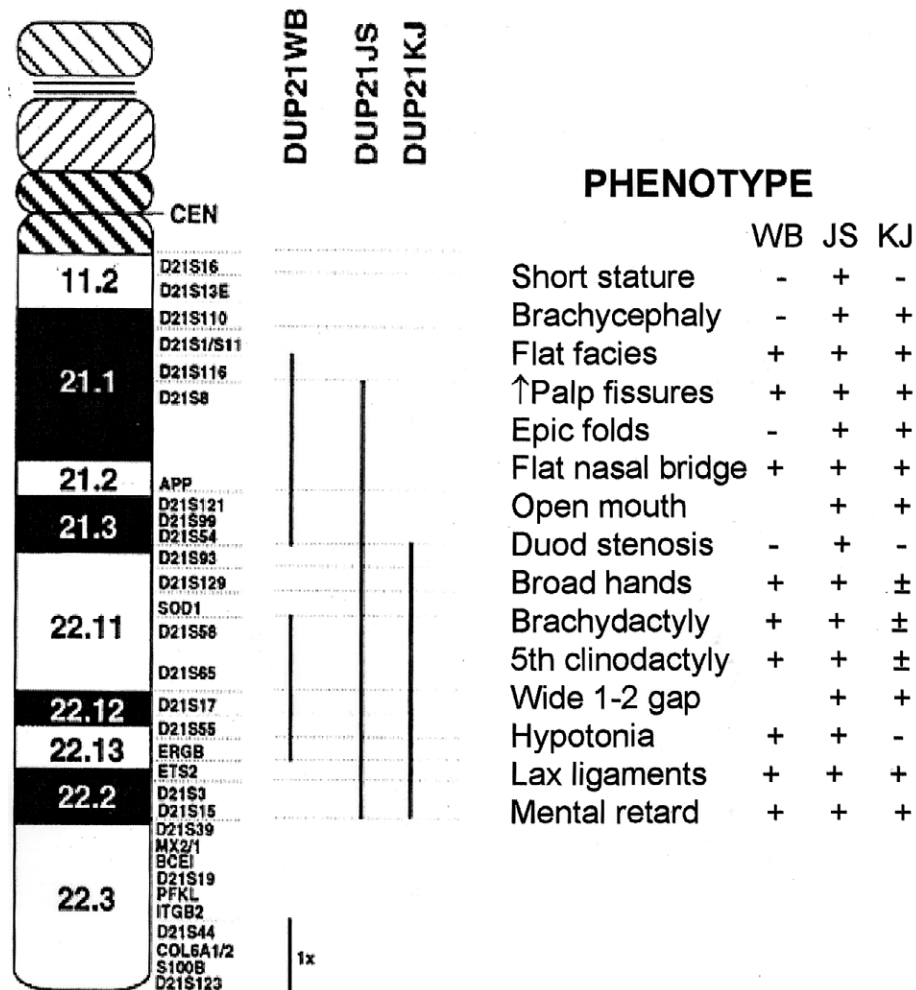 DUP21WB
DUP21JS
DUP21KJ
CEN
11.2
21.1
21.2
21.3
22.11
22.12
22.13
22.2
22.3
D21S16
D21S13E
D21S110
D21S1/S11
D21S116
D21S8
APP
D21S121
D21S99
D21S54
D21S93
D21S129
SOD1
D21S58
D21S65
D21S17
D21S55
ERGB
ETS2
D21S3
D21S15
D21S39
MX2/1
BCEI
D21S19
PFKL
ITGB2
D21S44
COL6A1/2
S100B
D21S123
1x
PHENOTYPE
WB JS KJ
Short stature - + -
Brachycephaly - + +
Flat facies + + +
↑Palp fissures + + +
Epic folds - + +
Flat nasal bridge + + +
Open mouth + +
Duod stenosis - + -
Broad hands + + ±
Brachydactyly + + ±
5th clinodactyly + + ±
Wide 1-2 gap + +
Hypotonia + + -
Lax ligaments + + +
Mental retard + + +